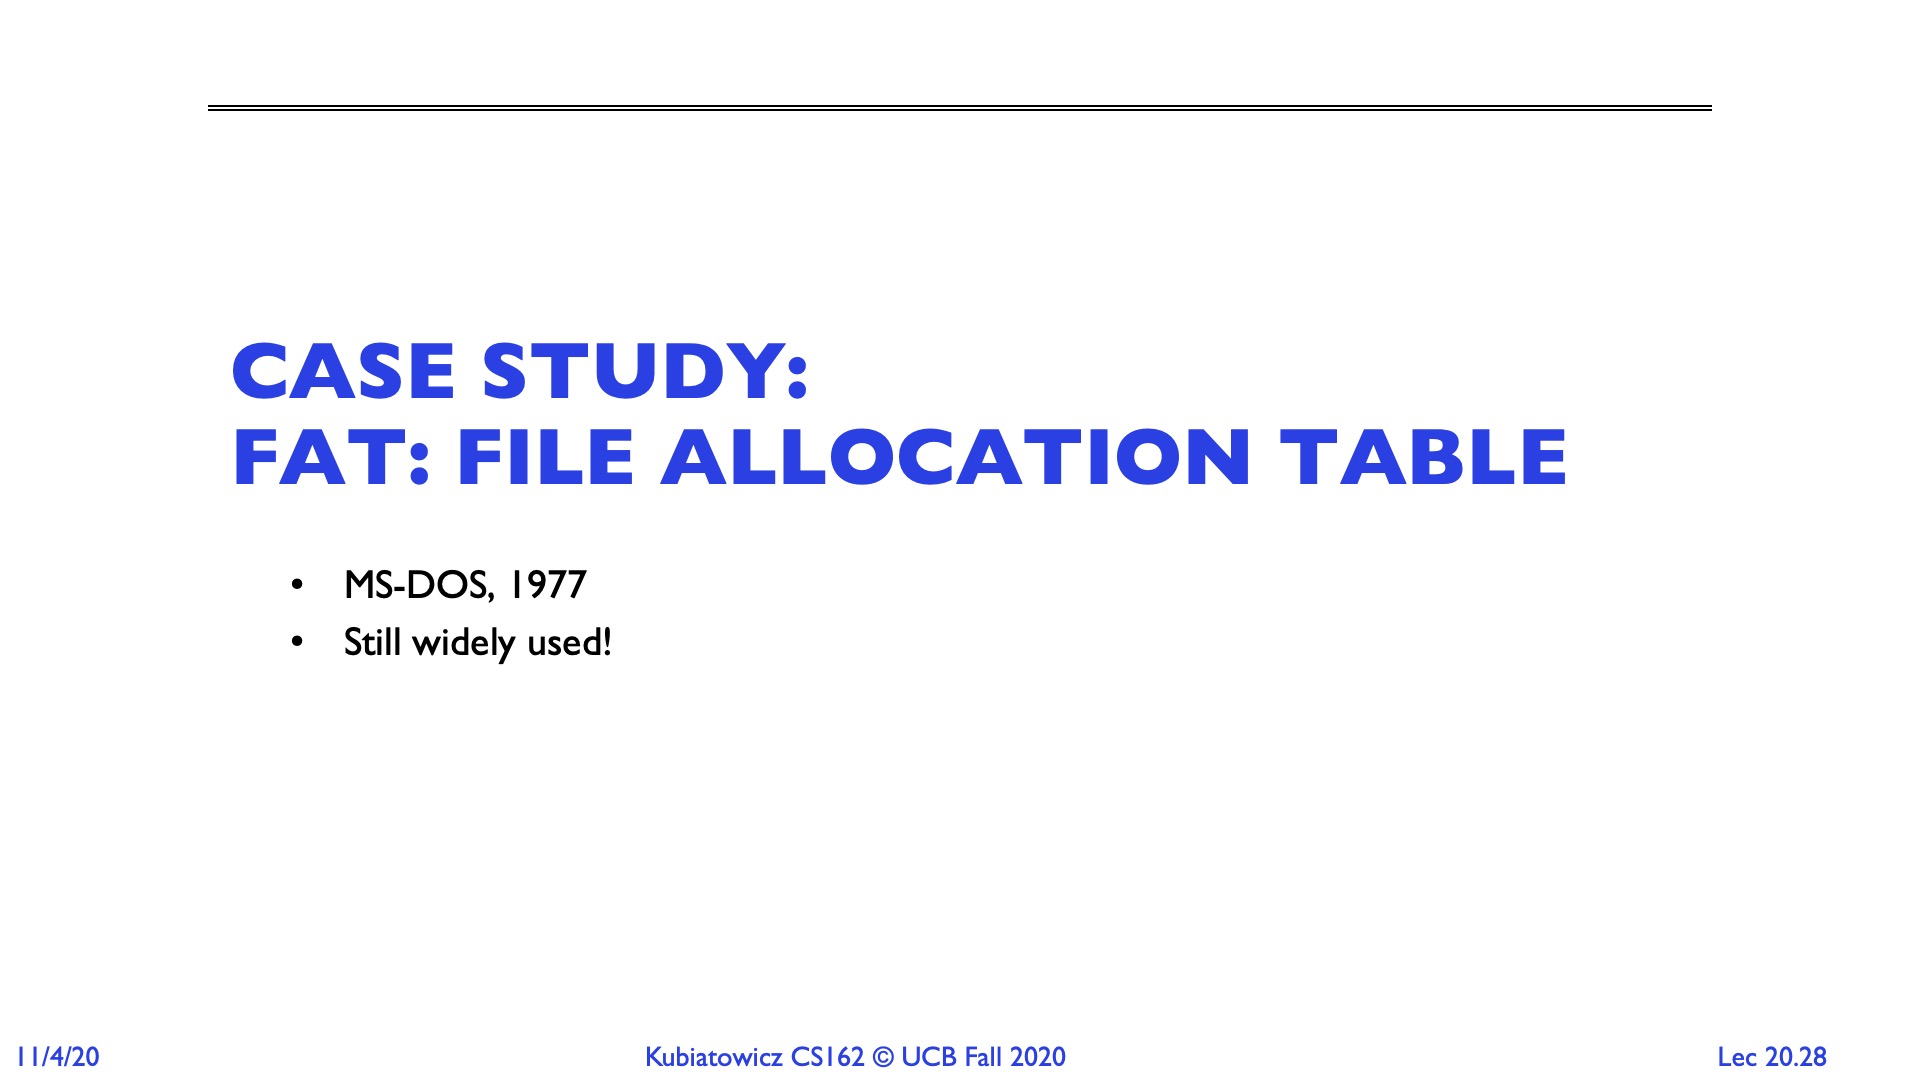 CASE STUDY:
FAT: FILE ALLOCATION TABLE
• MS-DOS, 1977
• Still widely used!
11/4/20
Kubiatowicz CS162 © UCB Fall 2020
Lec 20.28